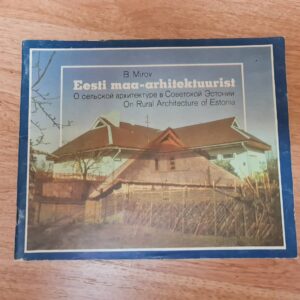 B. Mirov
Eesti maa-arhitektuurist
О сельской архитектуре в Советской Эстонии
On Rural Architecture of Estonia